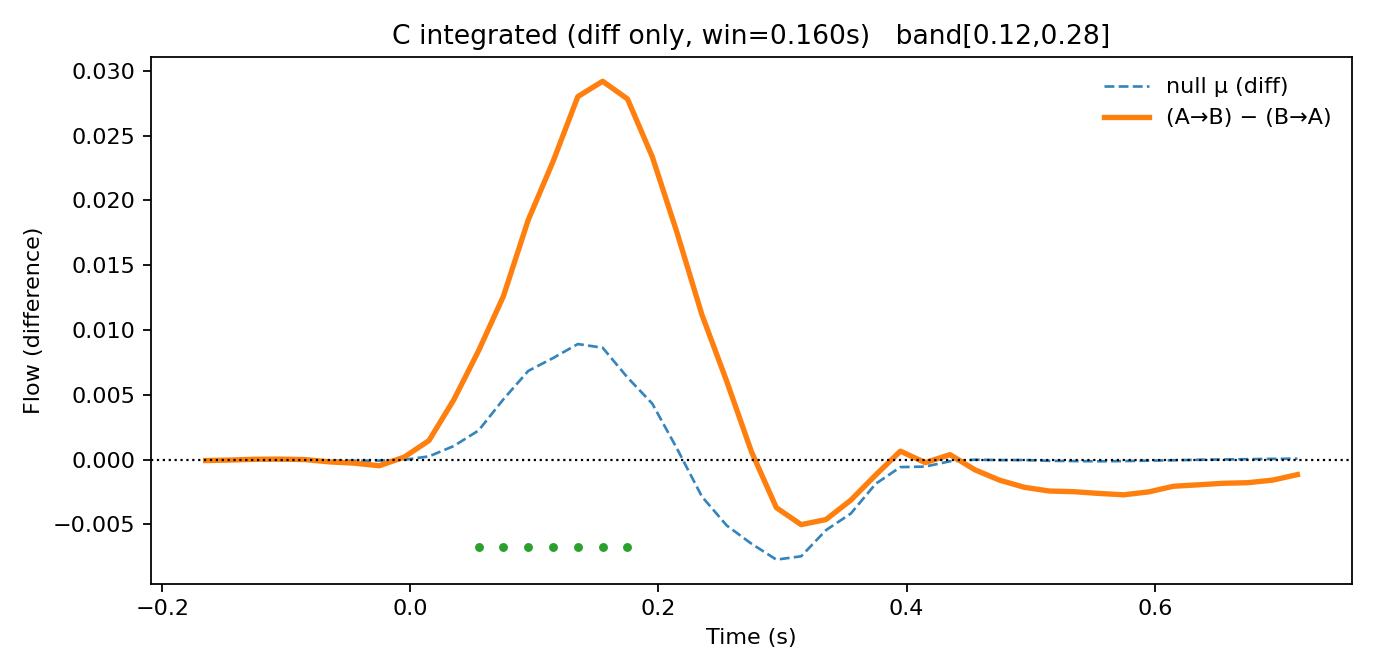 C integrated (diff only, win=0.160s)   band[0.12,0.28]
0.030
0.025
0.020
0.015
0.010
0.005
0.000
−0.005
Flow (difference)
null μ (diff)
(A→B) − (B→A)
−0.2
0.0
0.2
0.4
0.6
Time (s)